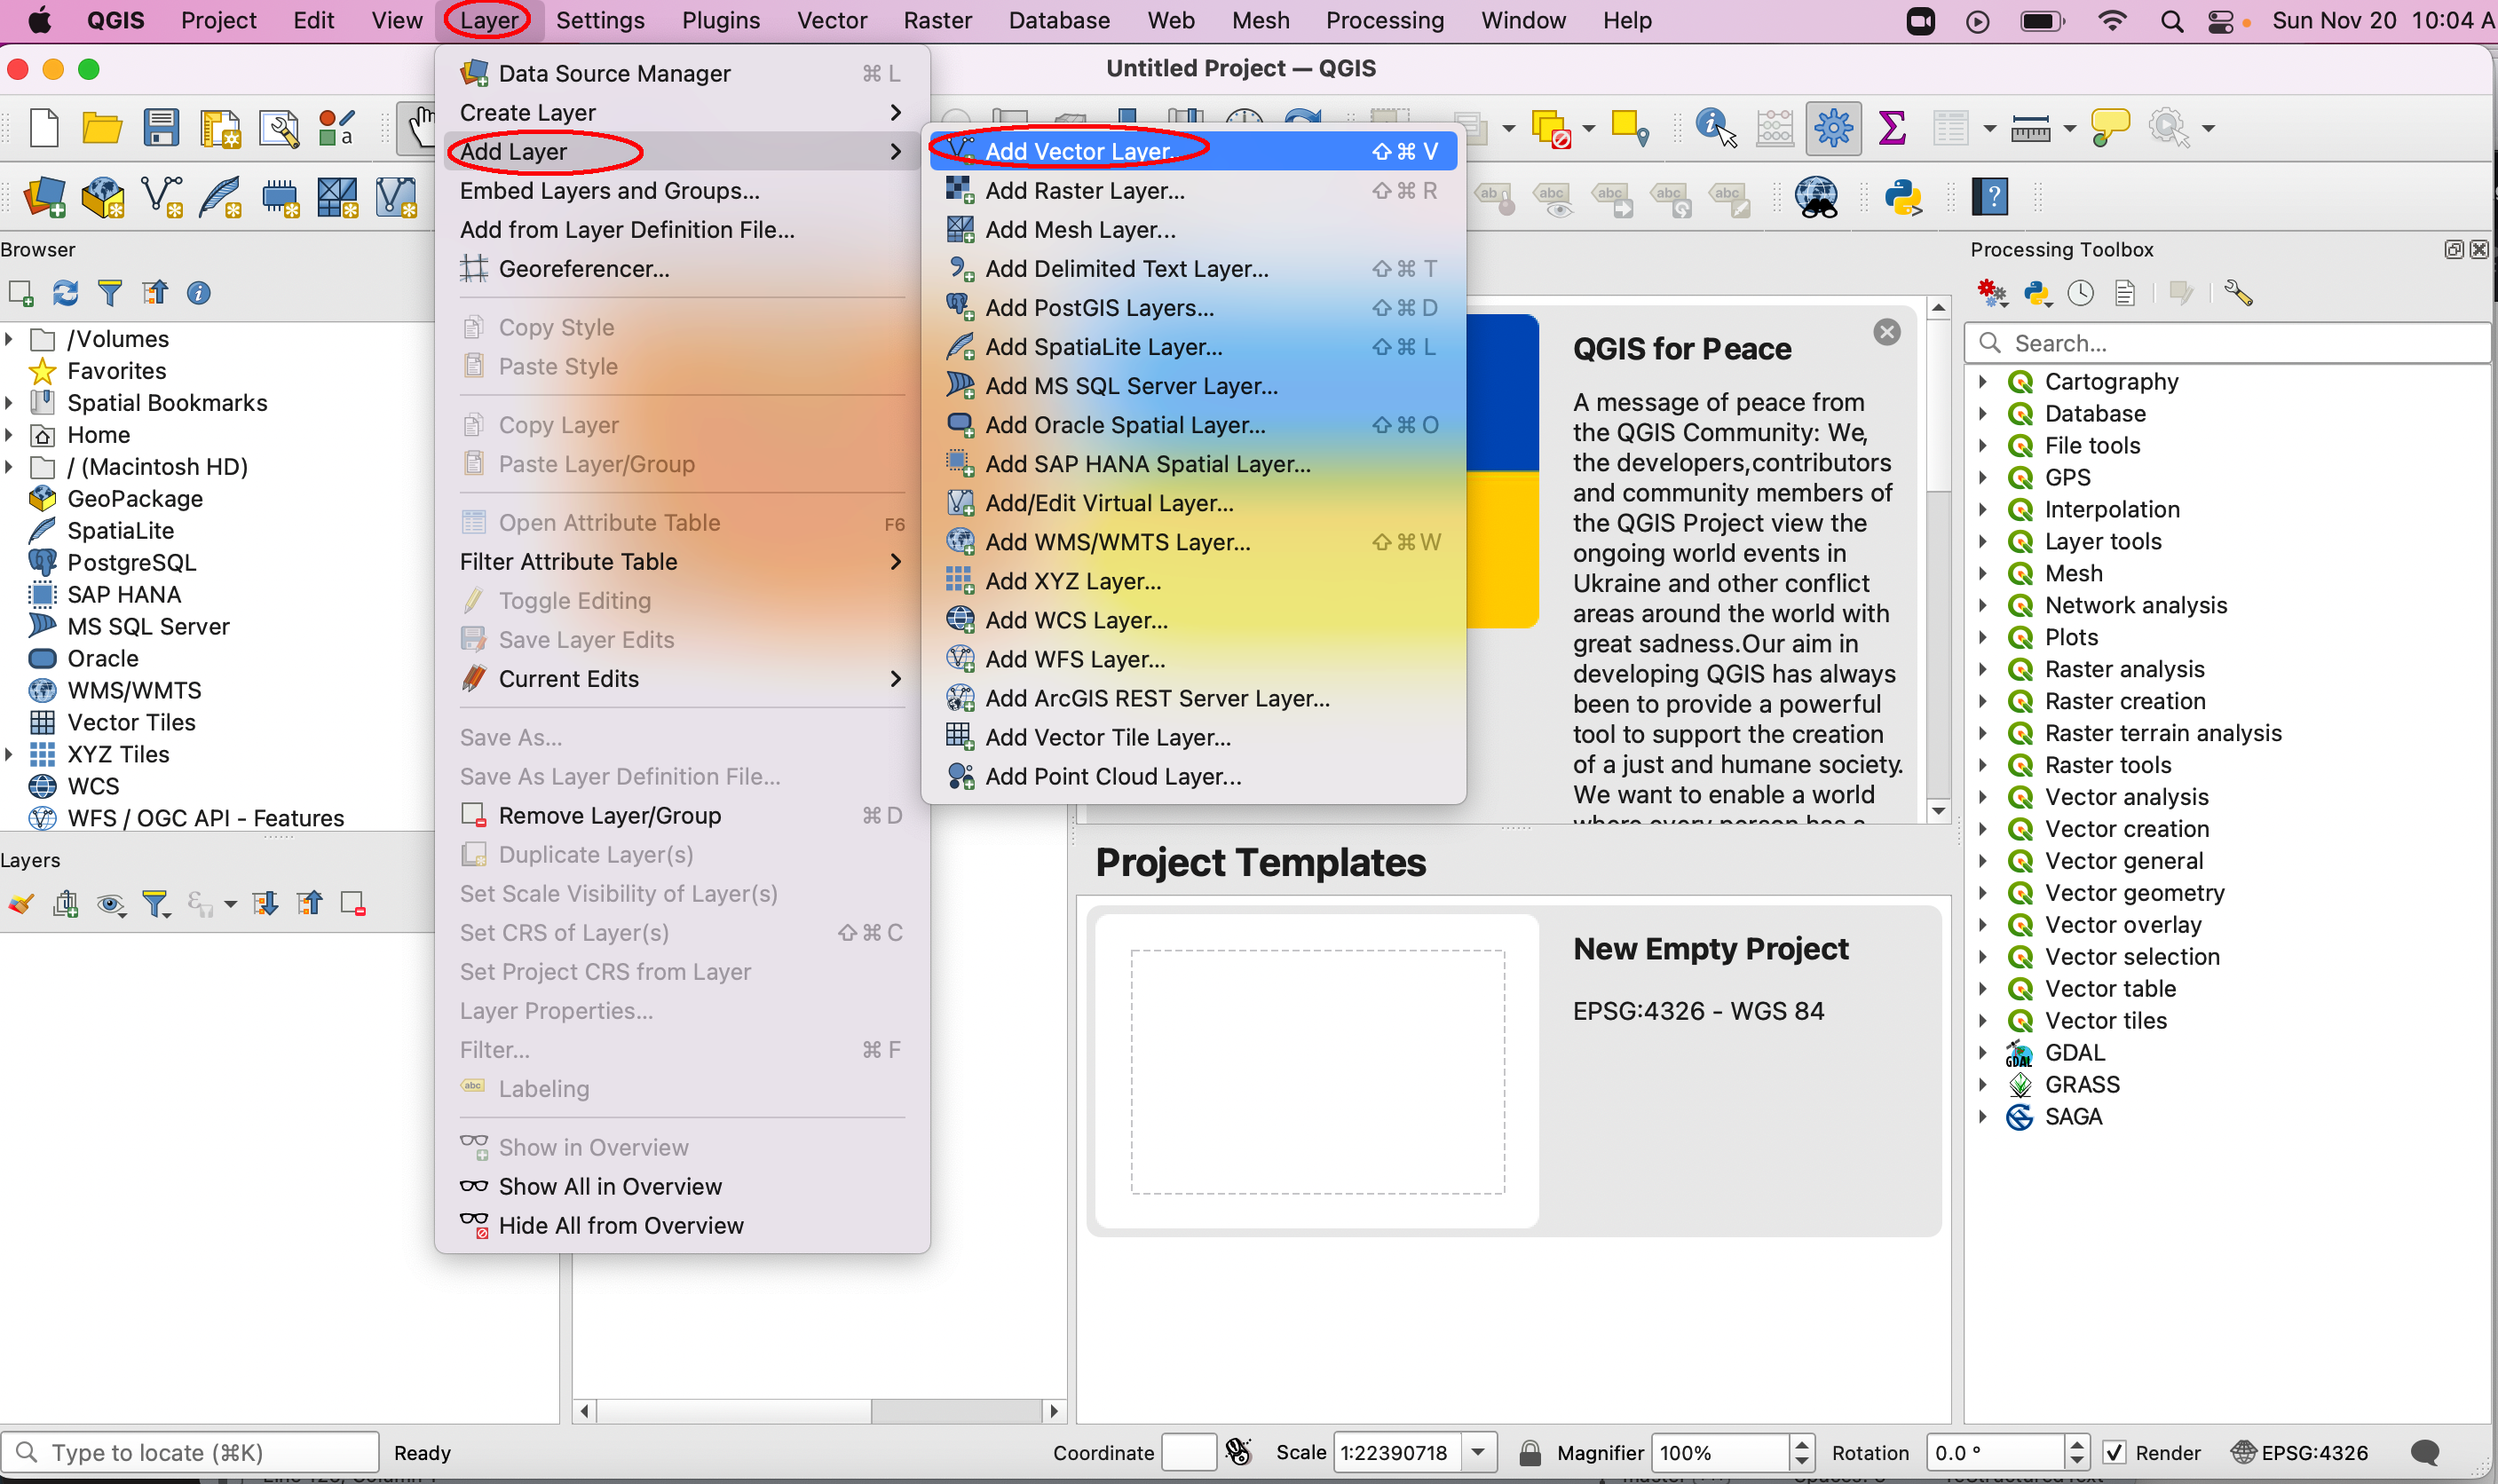 QGIS Project Edit View Layer Settings Plugins Vector Raster Database Web Mesh Processing Window Help Sun Nov 20 10:04 A
Untitled Project — QGIS
Data Source Manager ⌘ L
Create Layer
Add Layer
Embed Layers and Groups...
Add from Layer Definition File...
Georeferencer...
Copy Style
Paste Style
Copy Layer
Paste Layer/Group
Open Attribute Table F6
Filter Attribute Table
Toggle Editing
Save Layer Edits
Current Edits
Save As...
Save As Layer Definition File...
Remove Layer/Group ⌘ D
Duplicate Layer(s)
Set Scale Visibility of Layer(s)
Set CRS of Layer(s) ⇧ ⌘ C
Set Project CRS from Layer
Layer Properties...
Filter... ⌘ F
Labeling
Show in Overview
Show All in Overview
Hide All from Overview
Add Vector Layer... ⇧ ⌘ V
Add Raster Layer... ⇧ ⌘ R
Add Mesh Layer...
Add Delimited Text Layer... ⇧ ⌘ T
Add PostGIS Layers... ⇧ ⌘ D
Add SpatiaLite Layer... ⇧ ⌘ L
Add MS SQL Server Layer...
Add Oracle Spatial Layer... ⇧ ⌘ O
Add SAP HANA Spatial Layer...
Add/Edit Virtual Layer...
Add WMS/WMTS Layer... ⇧ ⌘ W
Add XYZ Layer...
Add WCS Layer...
Add WFS Layer...
Add ArcGIS REST Server Layer...
Add Vector Tile Layer...
Add Point Cloud Layer...
Browser
/Volumes
Favorites
Spatial Bookmarks
Home
/ (Macintosh HD)
GeoPackage
SpatiaLite
PostgreSQL
SAP HANA
MS SQL Server
Oracle
WMS/WMTS
Vector Tiles
XYZ Tiles
WCS
WFS / OGC API - Features
Layers
QGIS for Peace
A message of peace from
the QGIS Community: We,
the developers,contributors
and community members of
the QGIS Project view the
ongoing world events in
Ukraine and other conflict
areas around the world with
great sadness.Our aim in
developing QGIS has always
been to provide a powerful
tool to support the creation
of a just and humane society.
We want to enable a world
where every person has a
Project Templates
New Empty Project
EPSG:4326 - WGS 84
Processing Toolbox
Search...
Cartography
Database
File tools
GPS
Interpolation
Layer tools
Mesh
Network analysis
Plots
Raster analysis
Raster creation
Raster terrain analysis
Raster tools
Vector analysis
Vector creation
Vector general
Vector geometry
Vector overlay
Vector selection
Vector table
Vector tiles
GDAL
GRASS
SAGA
Type to locate (⌘K) Ready Coordinate Scale 1:22390718 Magnifier 100% Rotation 0.0 ° Render EPSG:4326